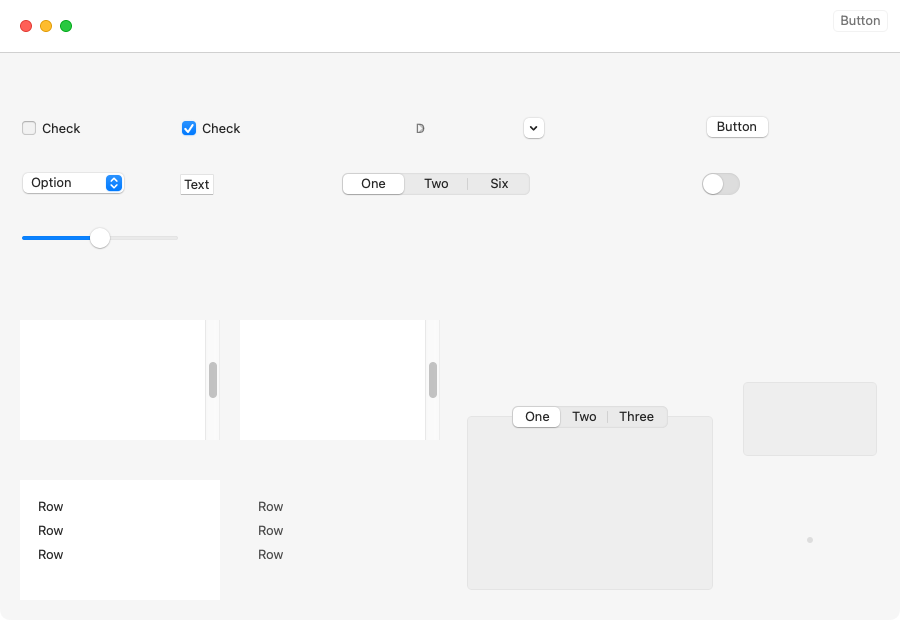 Button
Check Check D Button
Option Text One Two Six
One Two Three
Row Row
Row Row
Row Row